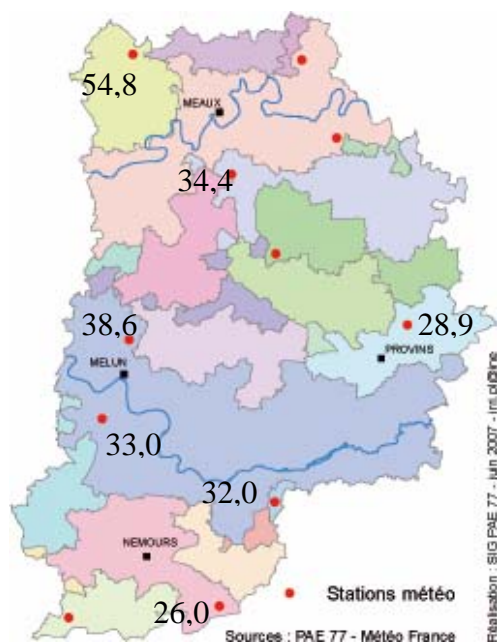 54,8
MEAUX
34,4
38,6
28,9
MELUN
PROVINS
33,0
32,0
NEMOURS
26,0
Stations météo
Sources : PAE 77 - Météo France
Réalisation : SIG PAE 77 - juin 2007